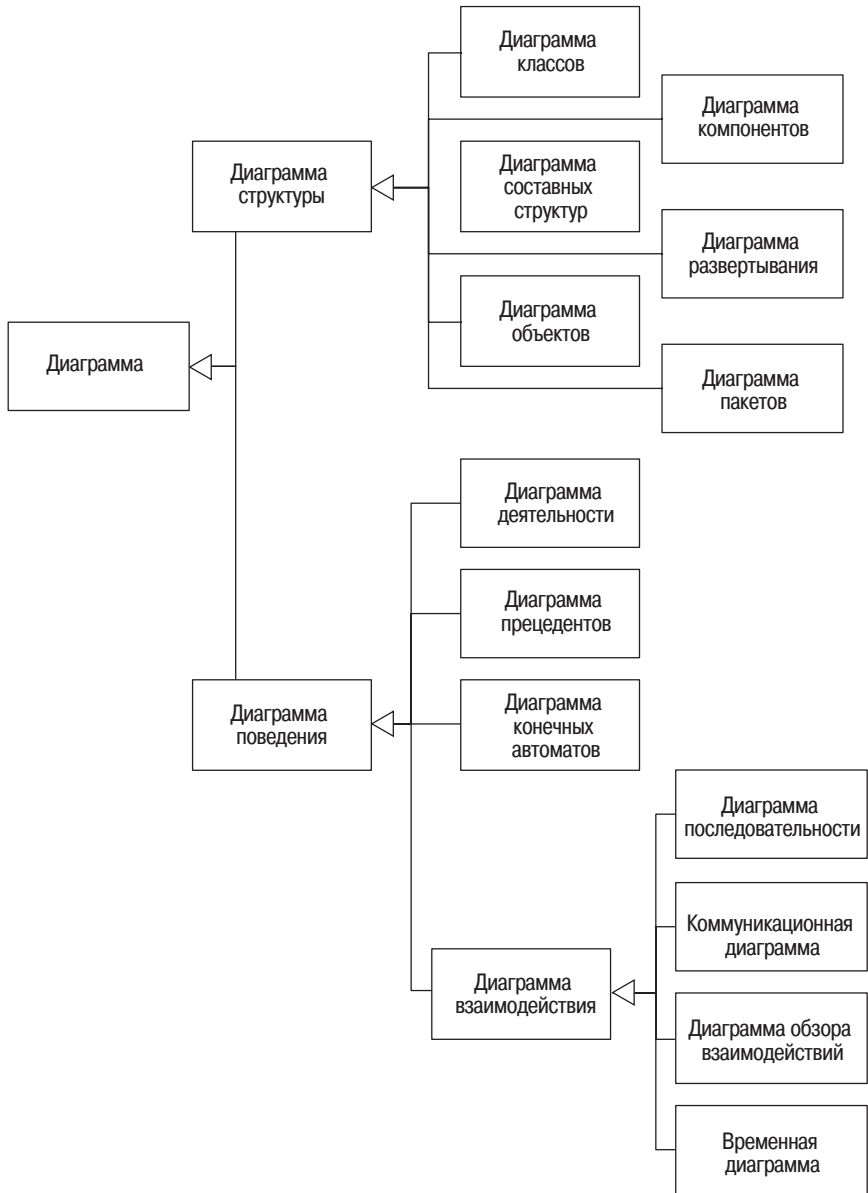 Диаграмма
классов
Диаграмма
компонентов
Диаграмма
структуры
Диаграмма
составных
структур
Диаграмма
развертывания
Диаграмма
объектов
Диаграмма
Диаграмма
пакетов
Диаграмма
деятельности
Диаграмма
прецедентов
Диаграмма
поведения
Диаграмма
конечных
автоматов
Диаграмма
последовательности
Коммуникационная
диаграмма
Диаграмма
взаимодействия
Диаграмма обзора
взаимодействий
Временная
диаграмма